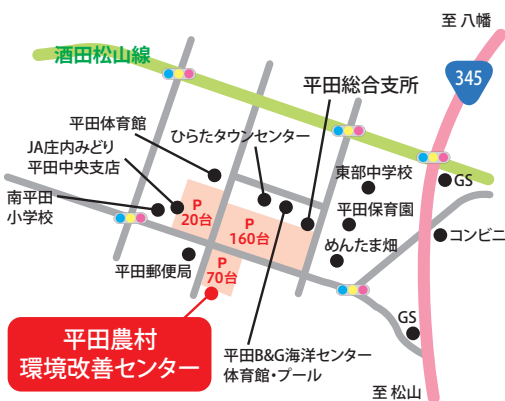 至 八幡
酒田松山線
345
平田総合支所
平田体育館
ひらたタウンセンター
JA庄内みどり
平田中央支店
東部中学校
GS
南平田
小学校
P
20台
P
160台
平田保育園
コンビニ
めんたま畑
平田郵便局
P
70台
GS
平田農村
環境改善センター
平田B&G海洋センター
体育館・プール
至 松山